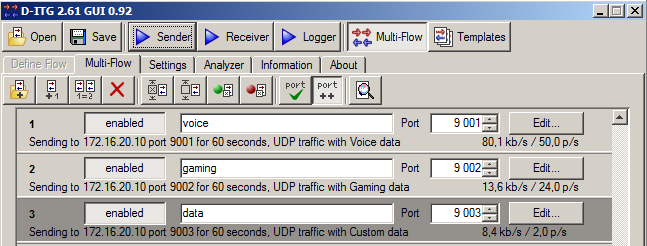 D-ITG 2.61 GUI 0.92
Open Save Sender Receiver Logger Multi-Flow Templates
Define Flow Multi-Flow Settings Analyzer Information About
+1 1=2 port port ++
1 enabled voice Port 9 001 Edit...
Sending to 172.16.20.10 port 9001 for 60 seconds, UDP traffic with Voice data 80,1 kb/s / 50,0 p/s
2 enabled gaming Port 9 002 Edit...
Sending to 172.16.20.10 port 9002 for 60 seconds, UDP traffic with Gaming data 13,6 kb/s / 24,0 p/s
3 enabled data Port 9 003 Edit...
Sending to 172.16.20.10 port 9003 for 60 seconds, UDP traffic with Custom data 8,4 kb/s / 2,0 p/s